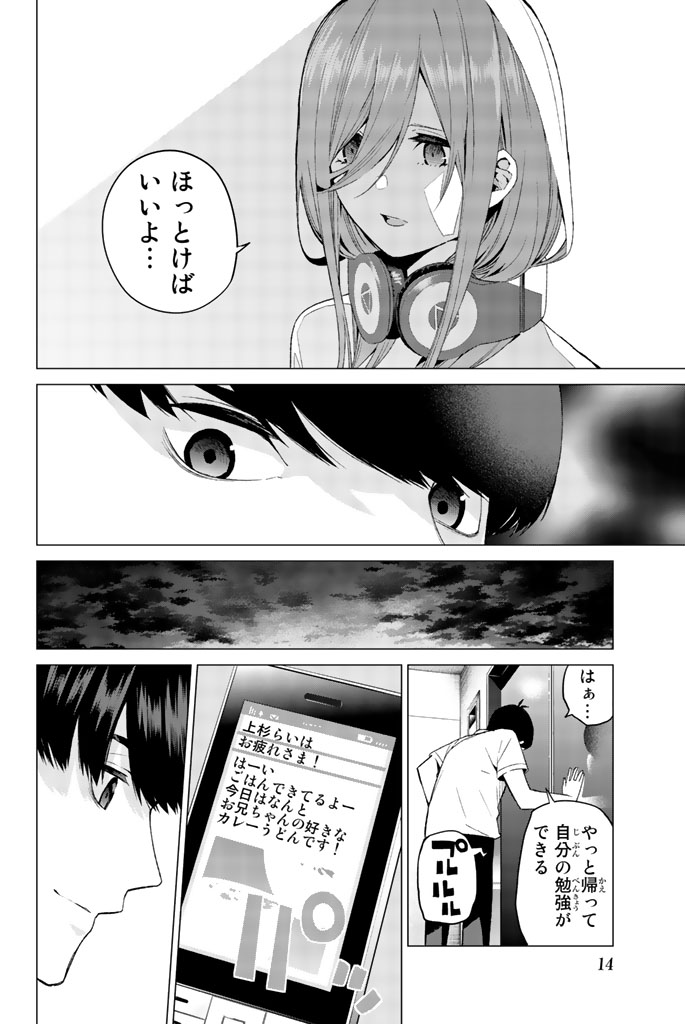 ほっとけば
いいよ…
はぁ…
やっと帰って
自分の勉強が
できる
プルルル
上杉らいは
お疲れさま！
はーい
ごはんできてるよー
今日はなんと
お兄ちゃんの好きな
カレーうどんです！
14